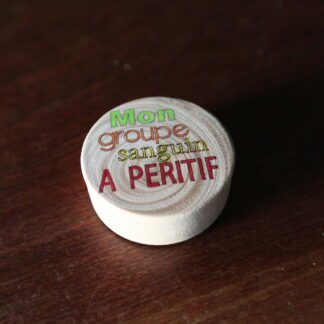 Mon
groupe
sanguin
A PERITIF